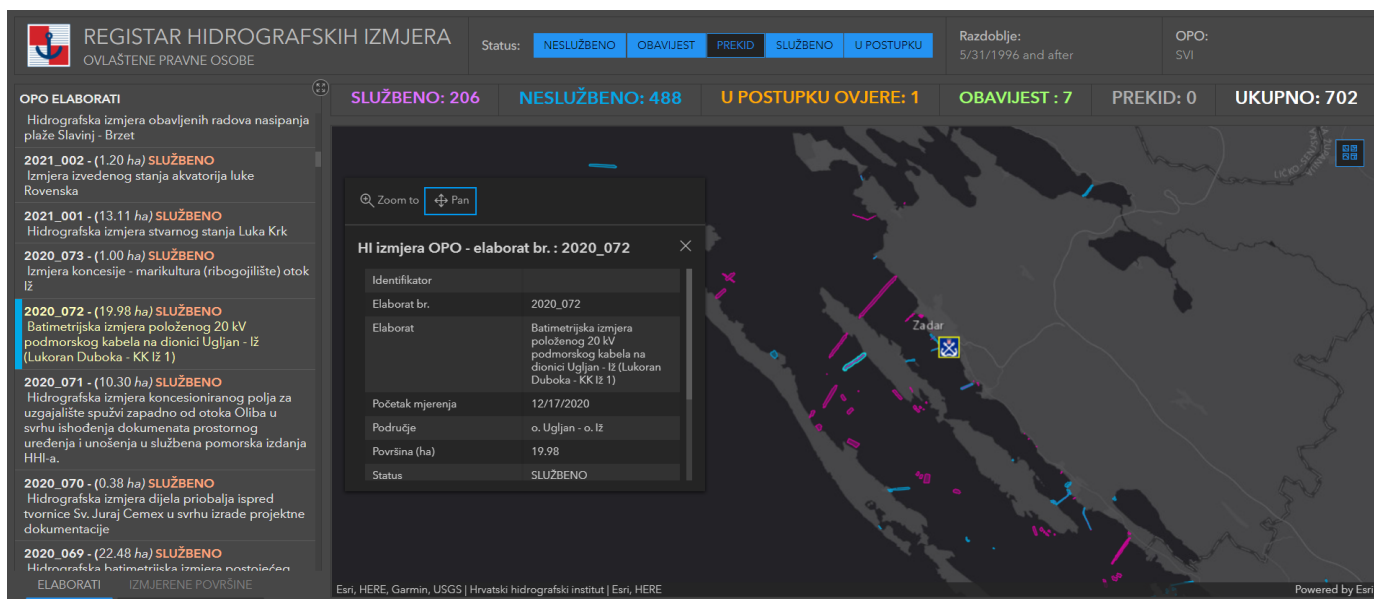 REGISTAR HIDROGRAFSKIH IZMJERA
OVLAŠTENE PRAVNE OSOBE
Status:
NESLUŽBENO
OBAVIJEST
PREKID
SLUŽBENO
U POSTUPKU
Razdoblje:
5/31/1996 and after
OPO:
SVI
OPO ELABORATI
Hidrografska izmjera obavljenih radova nasipanja
plaže Slavinj - Brzet
2021_002 - (1.20 ha) SLUŽBENO
Izmjera izvedenog stanja akvatorija luke
Rovenska
2021_001 - (13.11 ha) SLUŽBENO
Hidrografska izmjera stvarnog stanja Luka Krk
2020_073 - (1.00 ha) SLUŽBENO
Izmjera koncesije - marikultura (ribogojilište) otok
Iž
2020_072 - (19.98 ha) SLUŽBENO
Batimetrijska izmjera položenog 20 kV
podmorskog kabela na dionici Ugljan - Iž
(Lukoran Duboka - KK Iž 1)
2020_071 - (10.30 ha) SLUŽBENO
Hidrografska izmjera koncesioniranog polja za
uzgajalište spužvi zapadno od otoka Oliba u
svrhu ishođenja dokumenata prostornog
uređenja i unošenja u službena pomorska izdanja
HHI-a.
2020_070 - (0.38 ha) SLUŽBENO
Hidrografska izmjera dijela priobalja ispred
tvornice Sv. Juraj Cemex u svrhu izrade projektne
dokumentacije
2020_069 - (22.48 ha) SLUŽBENO
Hidrografska batimetrijska izmjera postojećeg
ELABORATI
IZMJERENE POVRŠINE
SLUŽBENO: 206
NESLUŽBENO: 488
U POSTUPKU OVJERE: 1
OBAVIJEST : 7
PREKID: 0
UKUPNO: 702
Zoom to
Pan
HI izmjera OPO - elaborat br. : 2020_072
Identifikator
Elaborat br.
2020_072
Elaborat
Batimetrijska izmjera
položenog 20 kV
podmorskog kabela na
dionici Ugljan - Iž (Lukoran
Duboka - KK Iž 1)
Početak mjerenja
12/17/2020
Područje
o. Ugljan - o. Iž
Površina (ha)
19.98
Status
SLUŽBENO
Zadar
Esri, HERE, Garmin, USGS | Hrvatski hidrografski institut | Esri, HERE
Powered by Esri